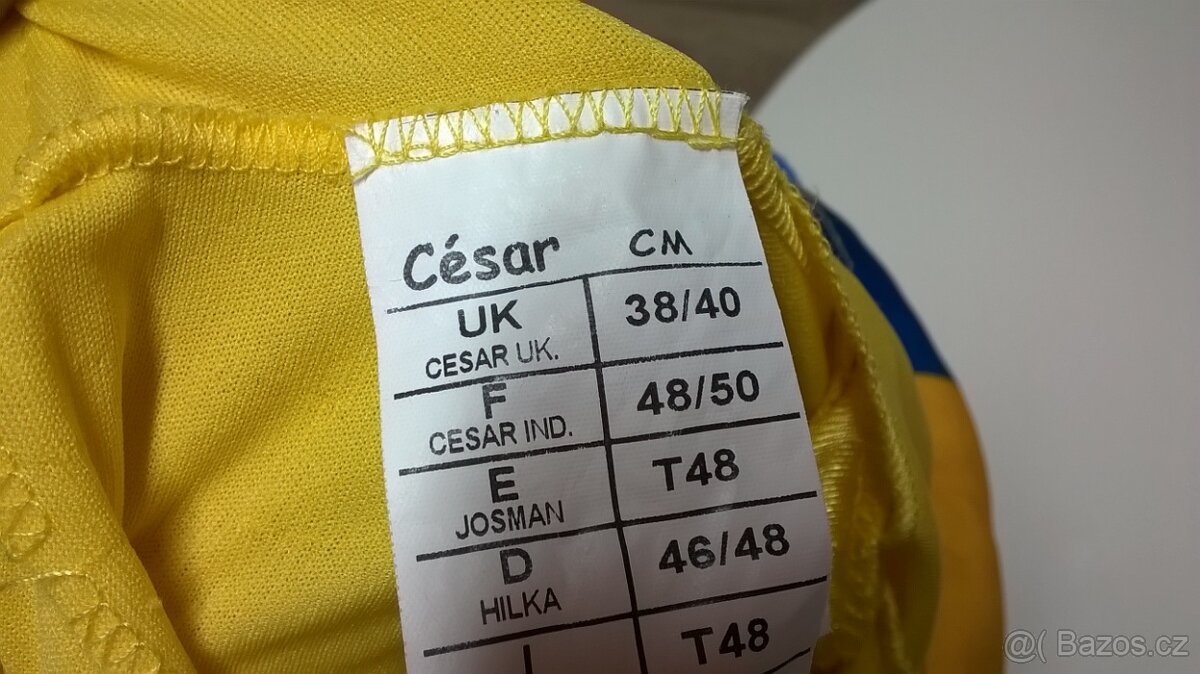 César CM
UK 38/40
CESAR UK.
F 48/50
CESAR IND.
E T48
JOSMAN
D 46/48
HILKA
I T48
@( Bazos.cz